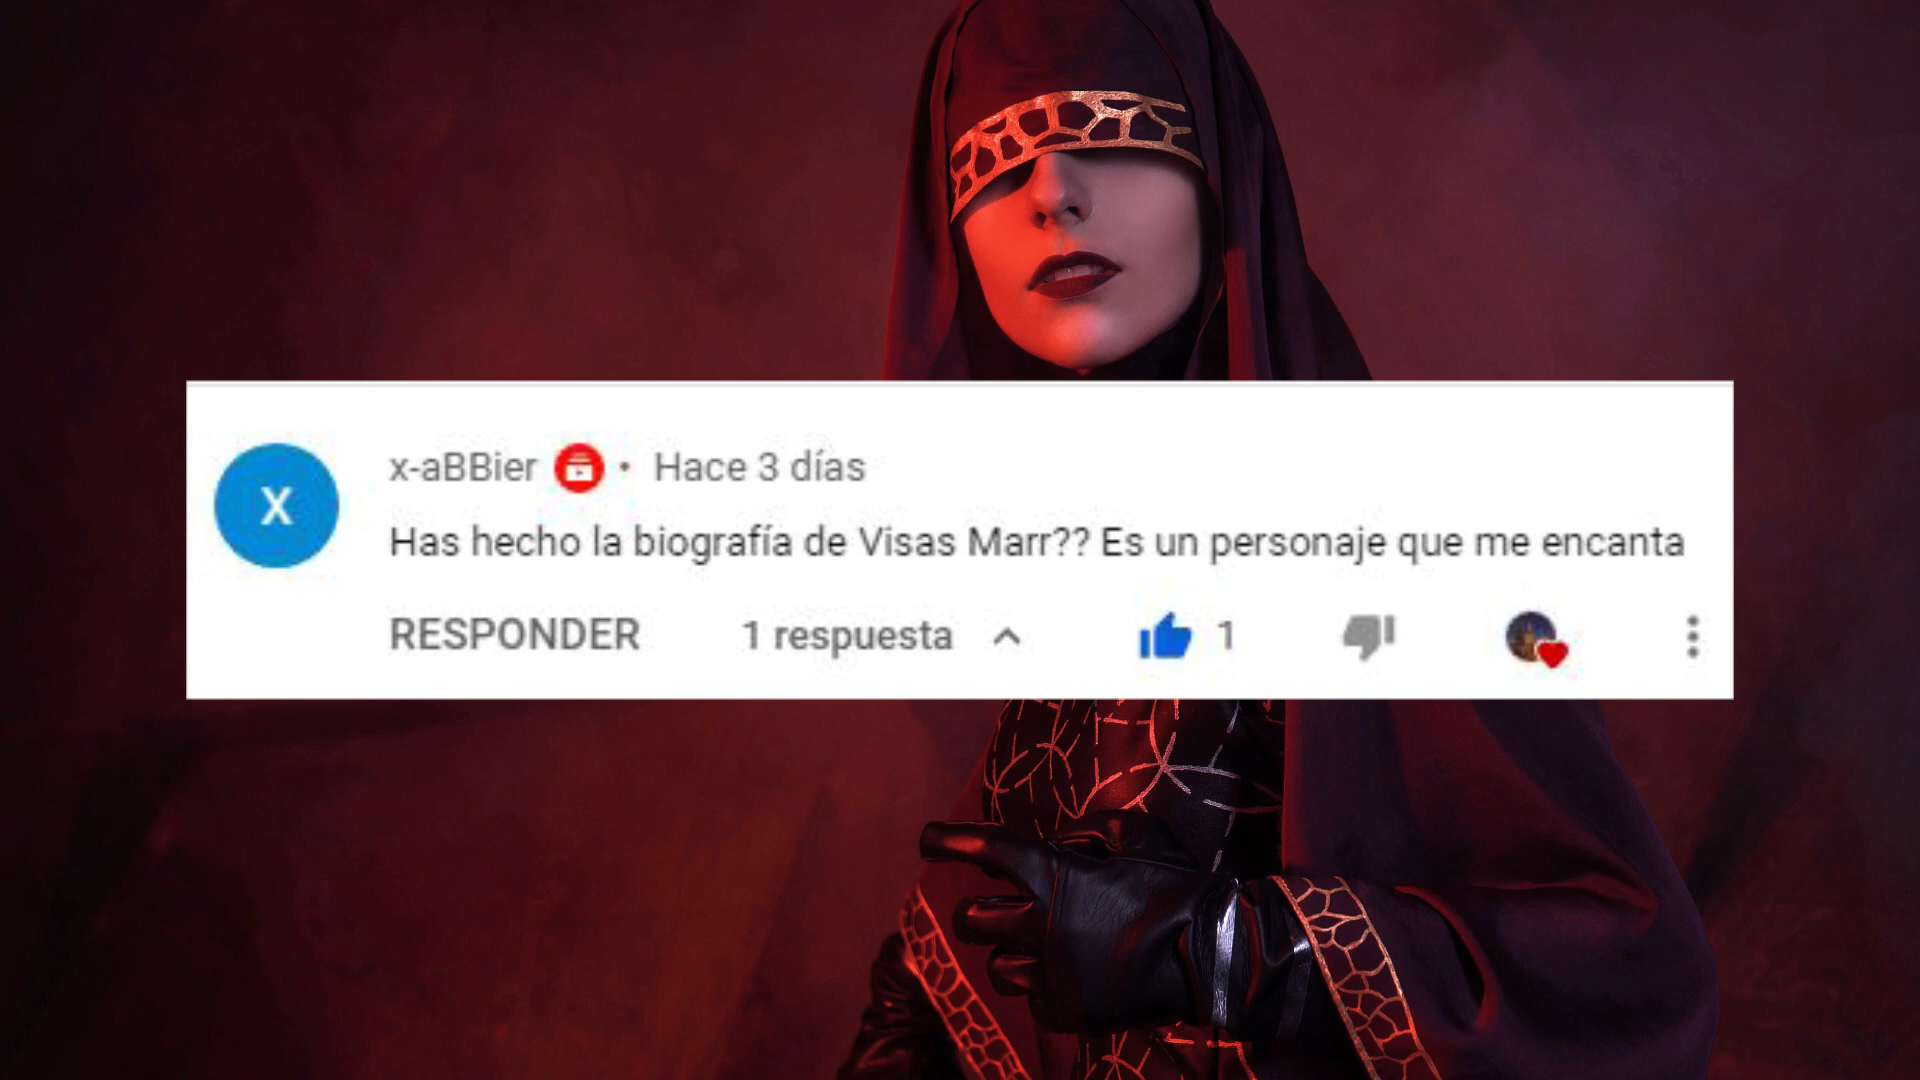 X
x-aBBier • Hace 3 días
Has hecho la biografía de Visas Marr?? Es un personaje que me encanta
RESPONDER 1 respuesta 1